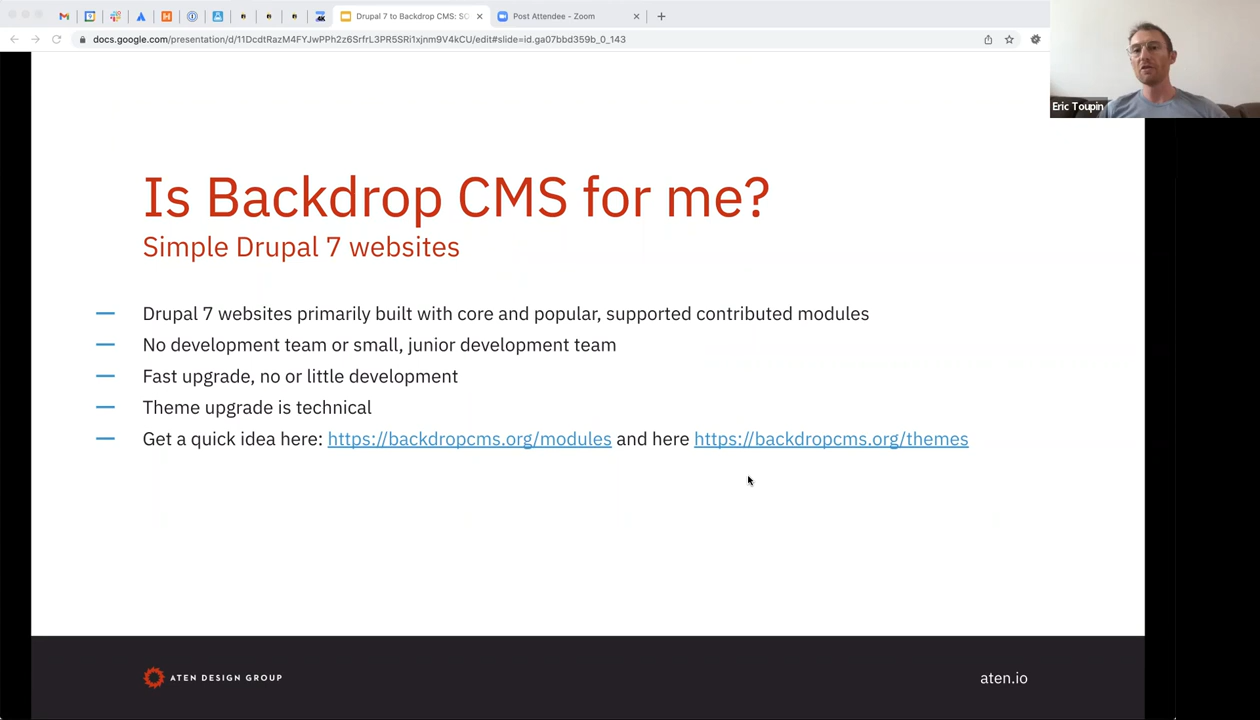 Drupal 7 to Backdrop CMS: SC
Post Attendee - Zoom
docs.google.com/presentation/d/11DcdtRazM4FYJwPPh2z6SrfrL3PR5SRi1xjnm9V4kCU/edit#slide=id.ga07bbd359b_0_143
Eric Toupin
Is Backdrop CMS for me?
Simple Drupal 7 websites
— Drupal 7 websites primarily built with core and popular, supported contributed modules
— No development team or small, junior development team
— Fast upgrade, no or little development
— Theme upgrade is technical
— Get a quick idea here: https://backdropcms.org/modules and here https://backdropcms.org/themes
ATEN DESIGN GROUP
aten.io